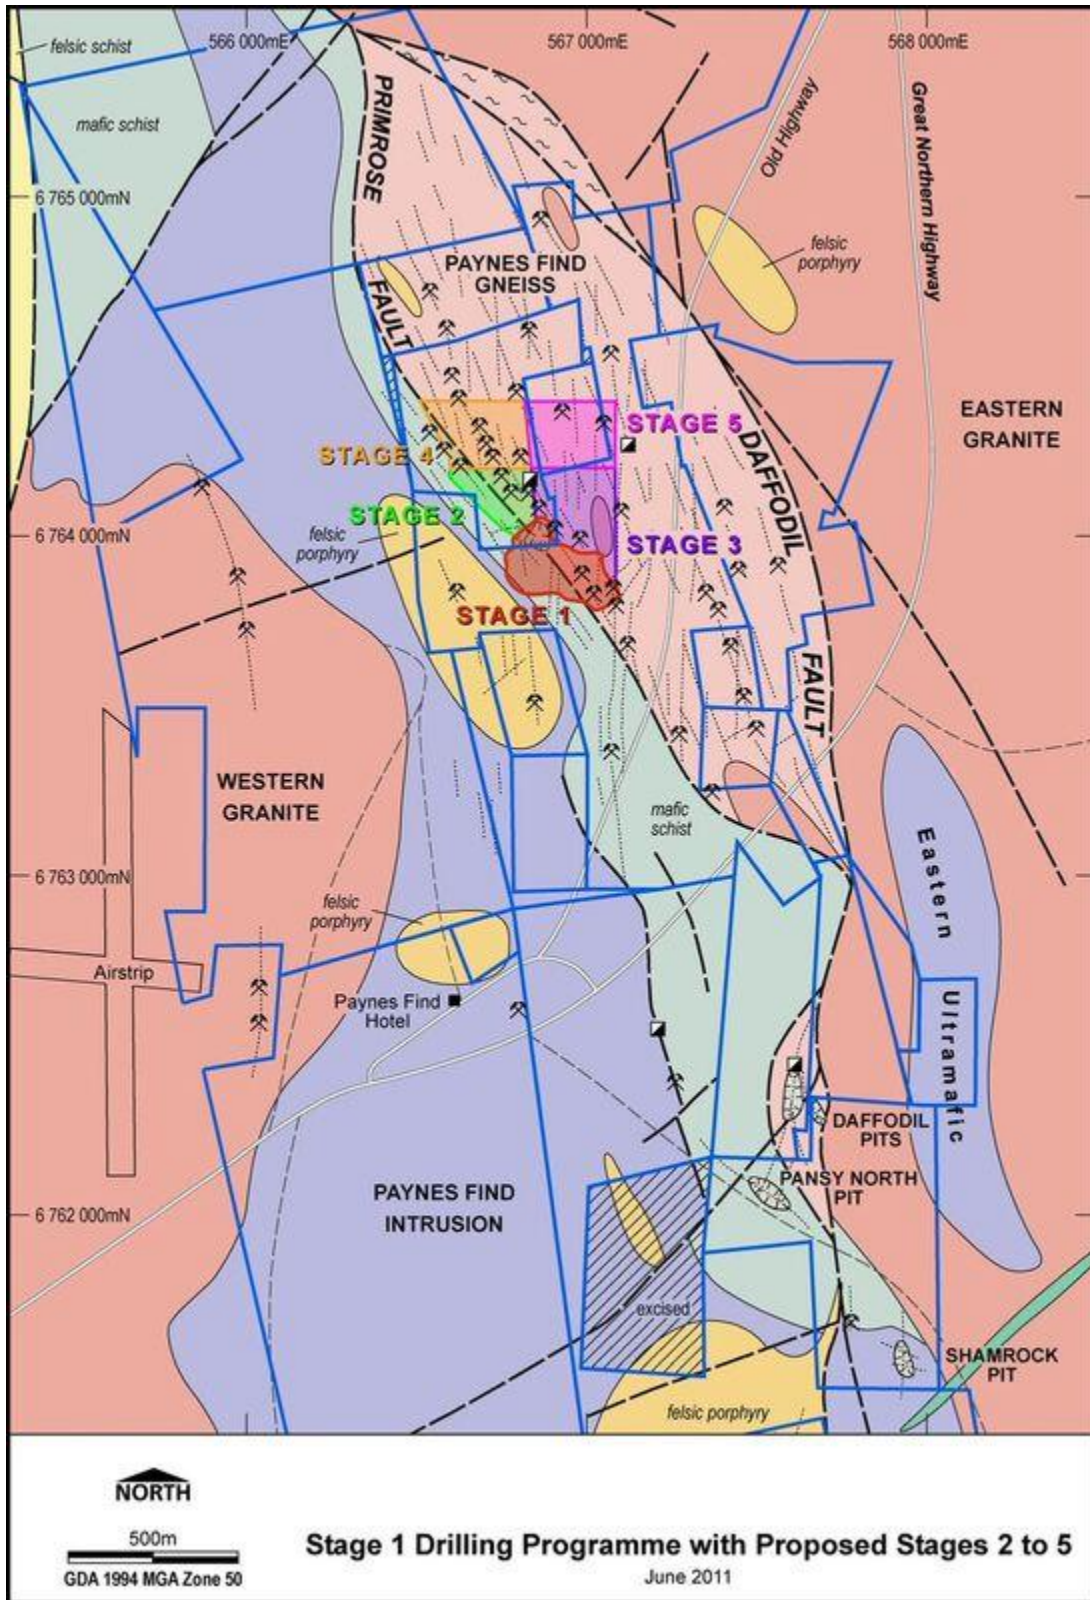 felsic schist
566 000mE
567 000mE
568 000mE
mafic schist
PRIMROSE
Old Highway
Great Northern Highway
6 765 000mN
felsic
porphyry
PAYNES FIND
GNEISS
FAULT
EASTERN
GRANITE
STAGE 5
STAGE 4
DAFFODIL
STAGE 2
6 764 000mN
felsic
porphyry
STAGE 3
STAGE 1
FAULT
WESTERN
GRANITE
mafic
schist
Eastern
6 763 000mN
felsic
porphyry
Airstrip
Paynes Find
Hotel
Ultramafic
DAFFODIL
PITS
PANSY NORTH
PIT
PAYNES FIND
INTRUSION
6 762 000mN
excised
SHAMROCK
PIT
felsic porphyry
NORTH
500m
GDA 1994 MGA Zone 50
Stage 1 Drilling Programme with Proposed Stages 2 to 5
June 2011